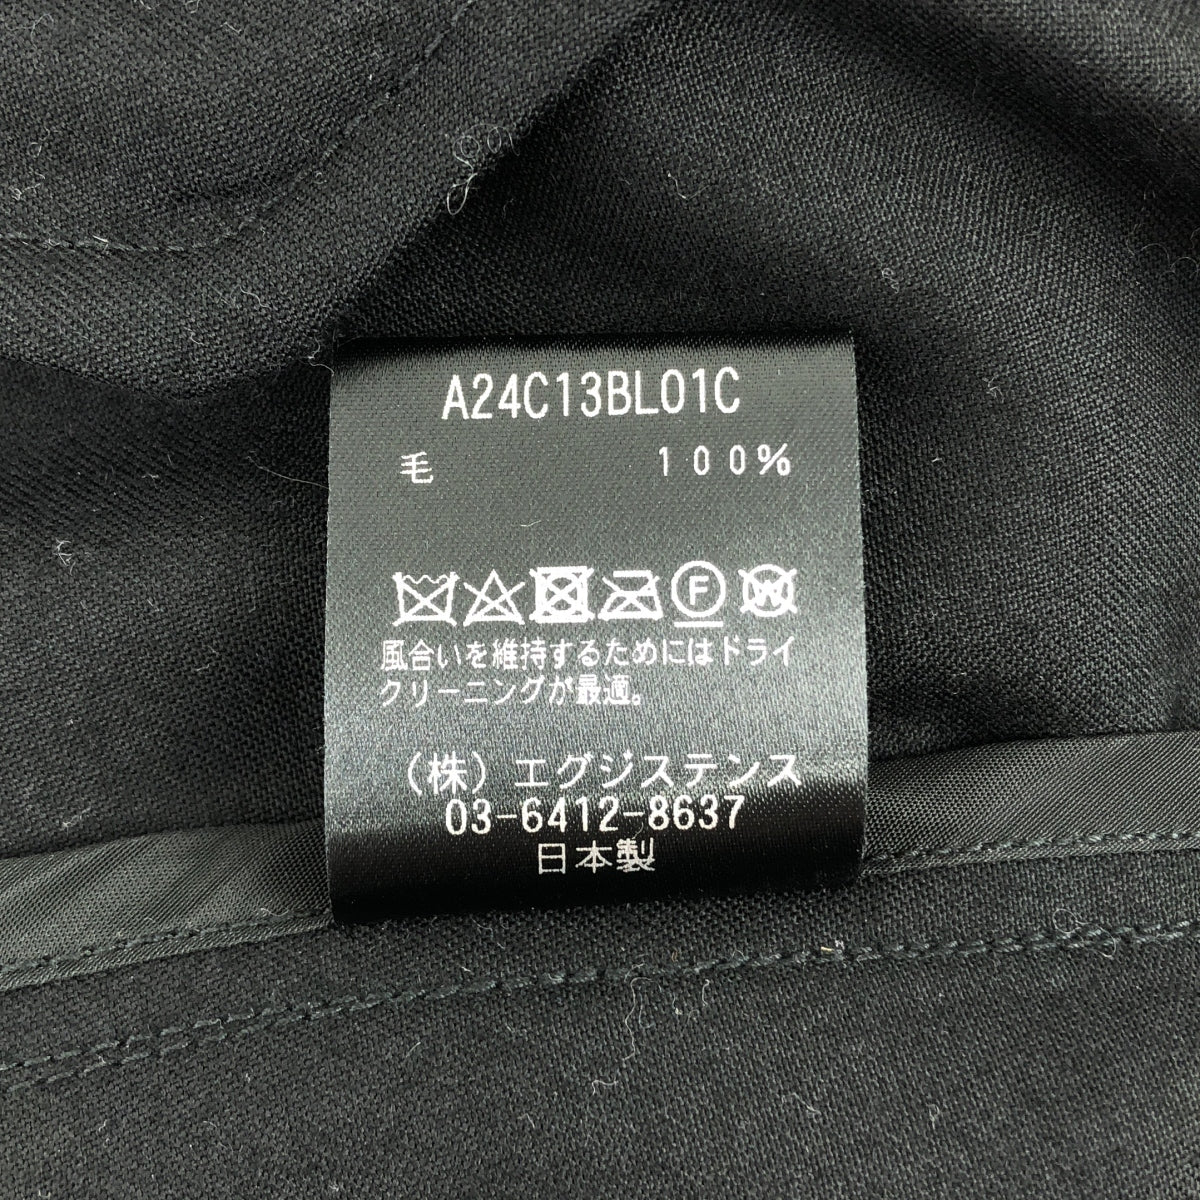 A24C13BL01C
毛 100%
F W
風合いを維持するためにはドライ
クリーニングが最適。
(株) エグジステンス
03-6412-8637
日本製